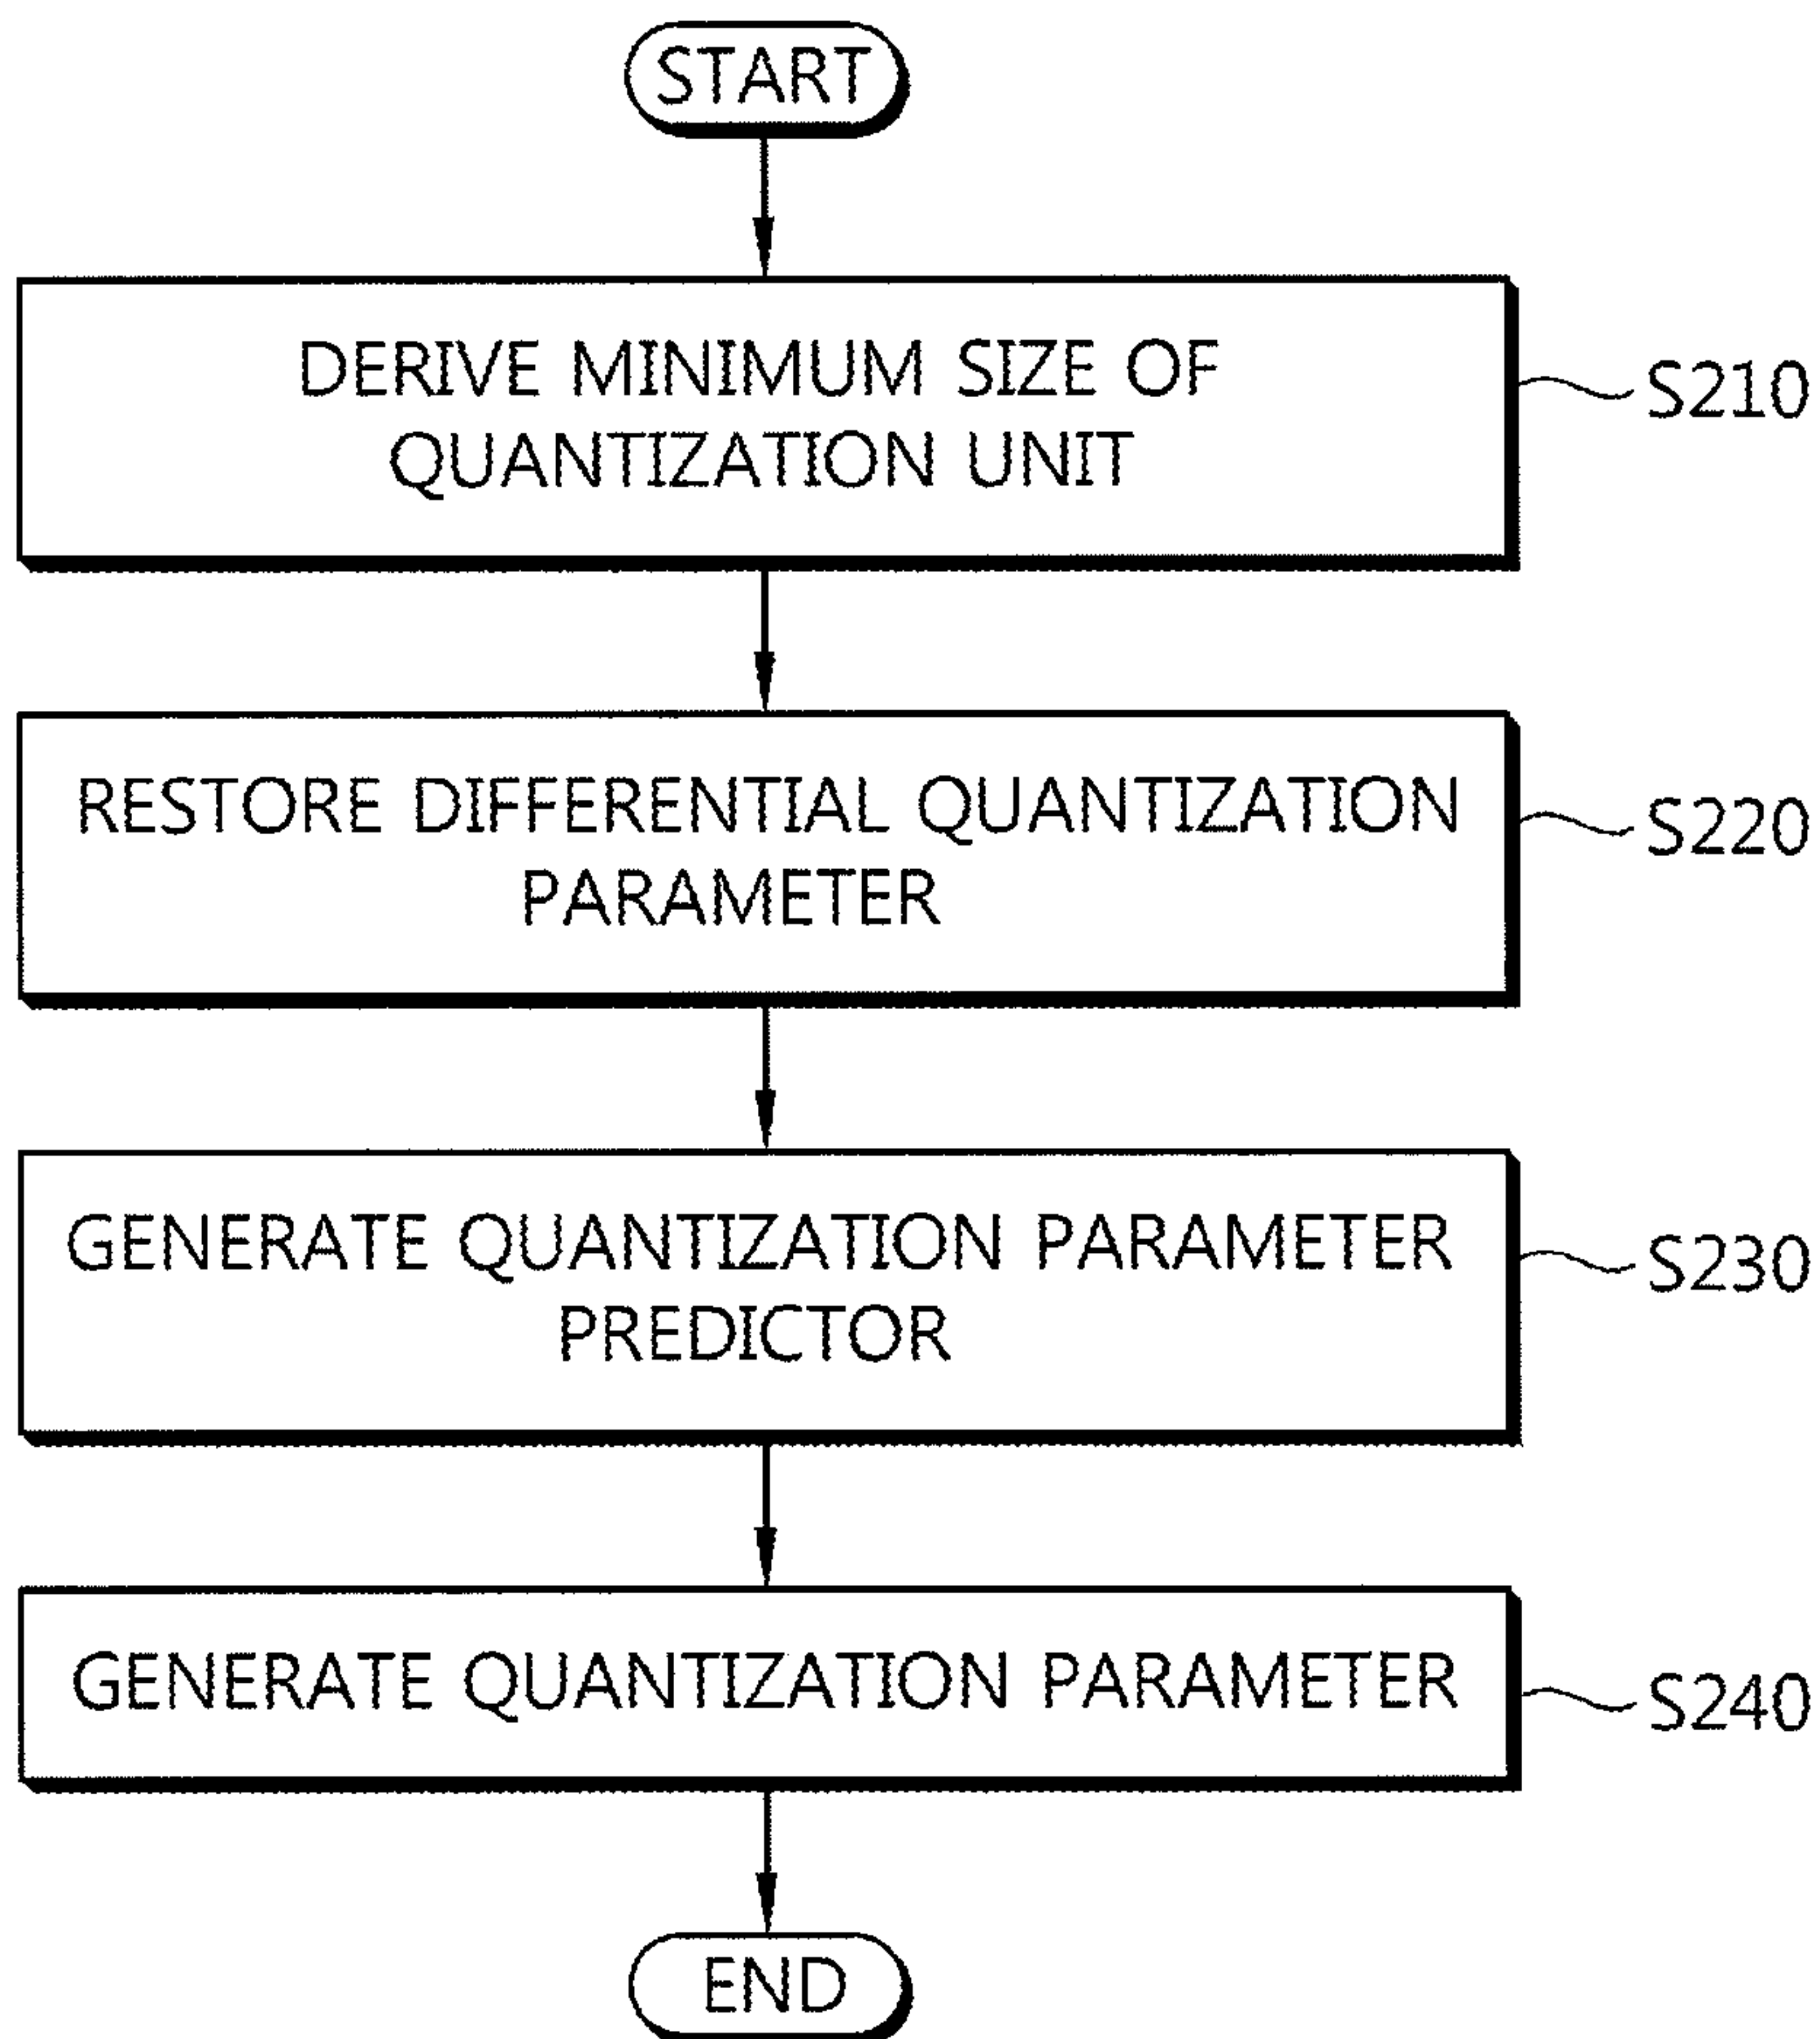 START
DERIVE MINIMUM SIZE OF
QUANTIZATION UNIT
S210
RESTORE DIFFERENTIAL QUANTIZATION
PARAMETER
S220
GENERATE QUANTIZATION PARAMETER
PREDICTOR
S230
GENERATE QUANTIZATION PARAMETER
S240
END